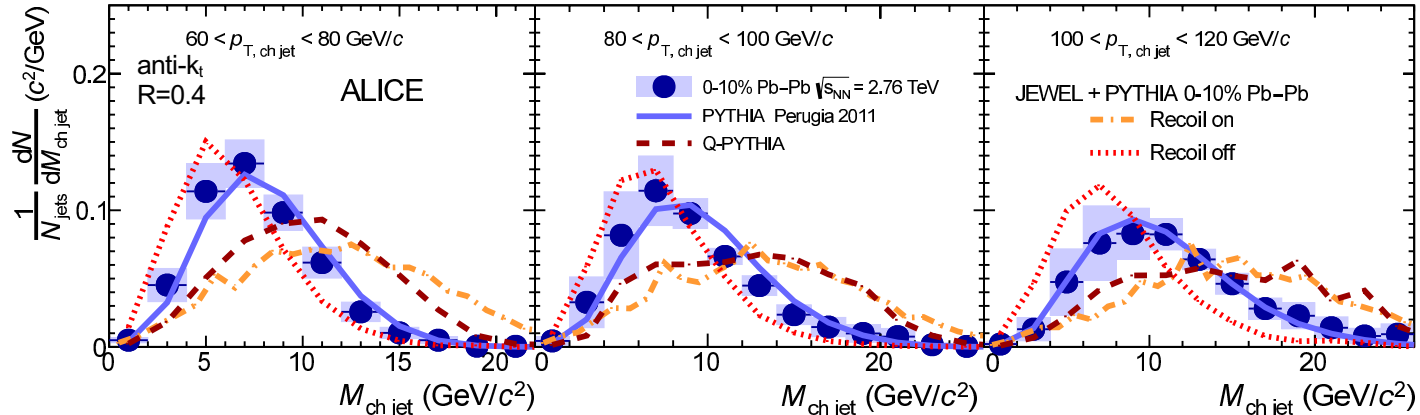 60 < p_T, ch jet < 80 GeV/c
anti-k_t
R=0.4
ALICE
80 < p_T, ch jet < 100 GeV/c
0-10% Pb-Pb √s_NN = 2.76 TeV
PYTHIA Perugia 2011
Q-PYTHIA
100 < p_T, ch jet < 120 GeV/c
JEWEL + PYTHIA 0-10% Pb-Pb
Recoil on
Recoil off
1/N_jets dN/dM_ch jet (c²/GeV)
0.2
0.1
0
0 5 10 15 20
0 10 20
0 10 20
M_ch jet (GeV/c²)
M_ch jet (GeV/c²)
M_ch jet (GeV/c²)